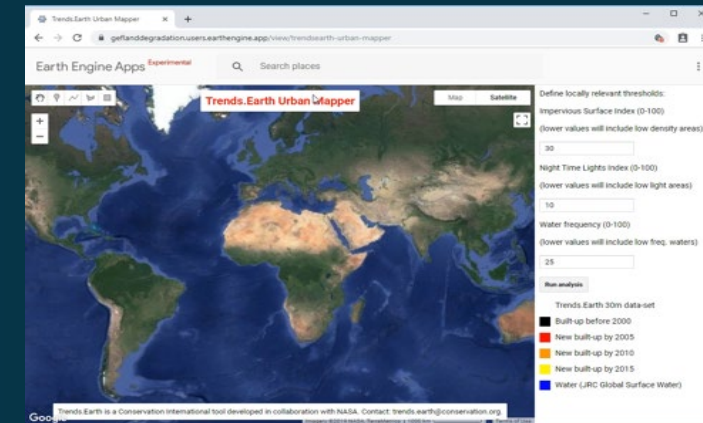 Trends.Earth Urban Mapper
geflanddegradation.users.earthengine.app/view/trendsearth-urban-mapper
Earth Engine Apps Experimental
Search places
Trends.Earth Urban Mapper
Map Satellite
Define locally relevant thresholds:
Impervious Surface Index (0-100)
(lower values will include low density areas)
30
Night Time Lights Index (0-100)
(lower values will include low light areas)
10
Water frequency (0-100)
(lower values will include low freq. waters)
25
Run analysis
Trends.Earth 30m data-set
Built-up before 2000
New built-up by 2005
New built-up by 2010
New built-up by 2015
Water (JRC Global Surface Water)
Trends.Earth is a Conservation International tool developed in collaboration with NASA. Contact: trends.earth@conservation.org.
Google
Terms of Use